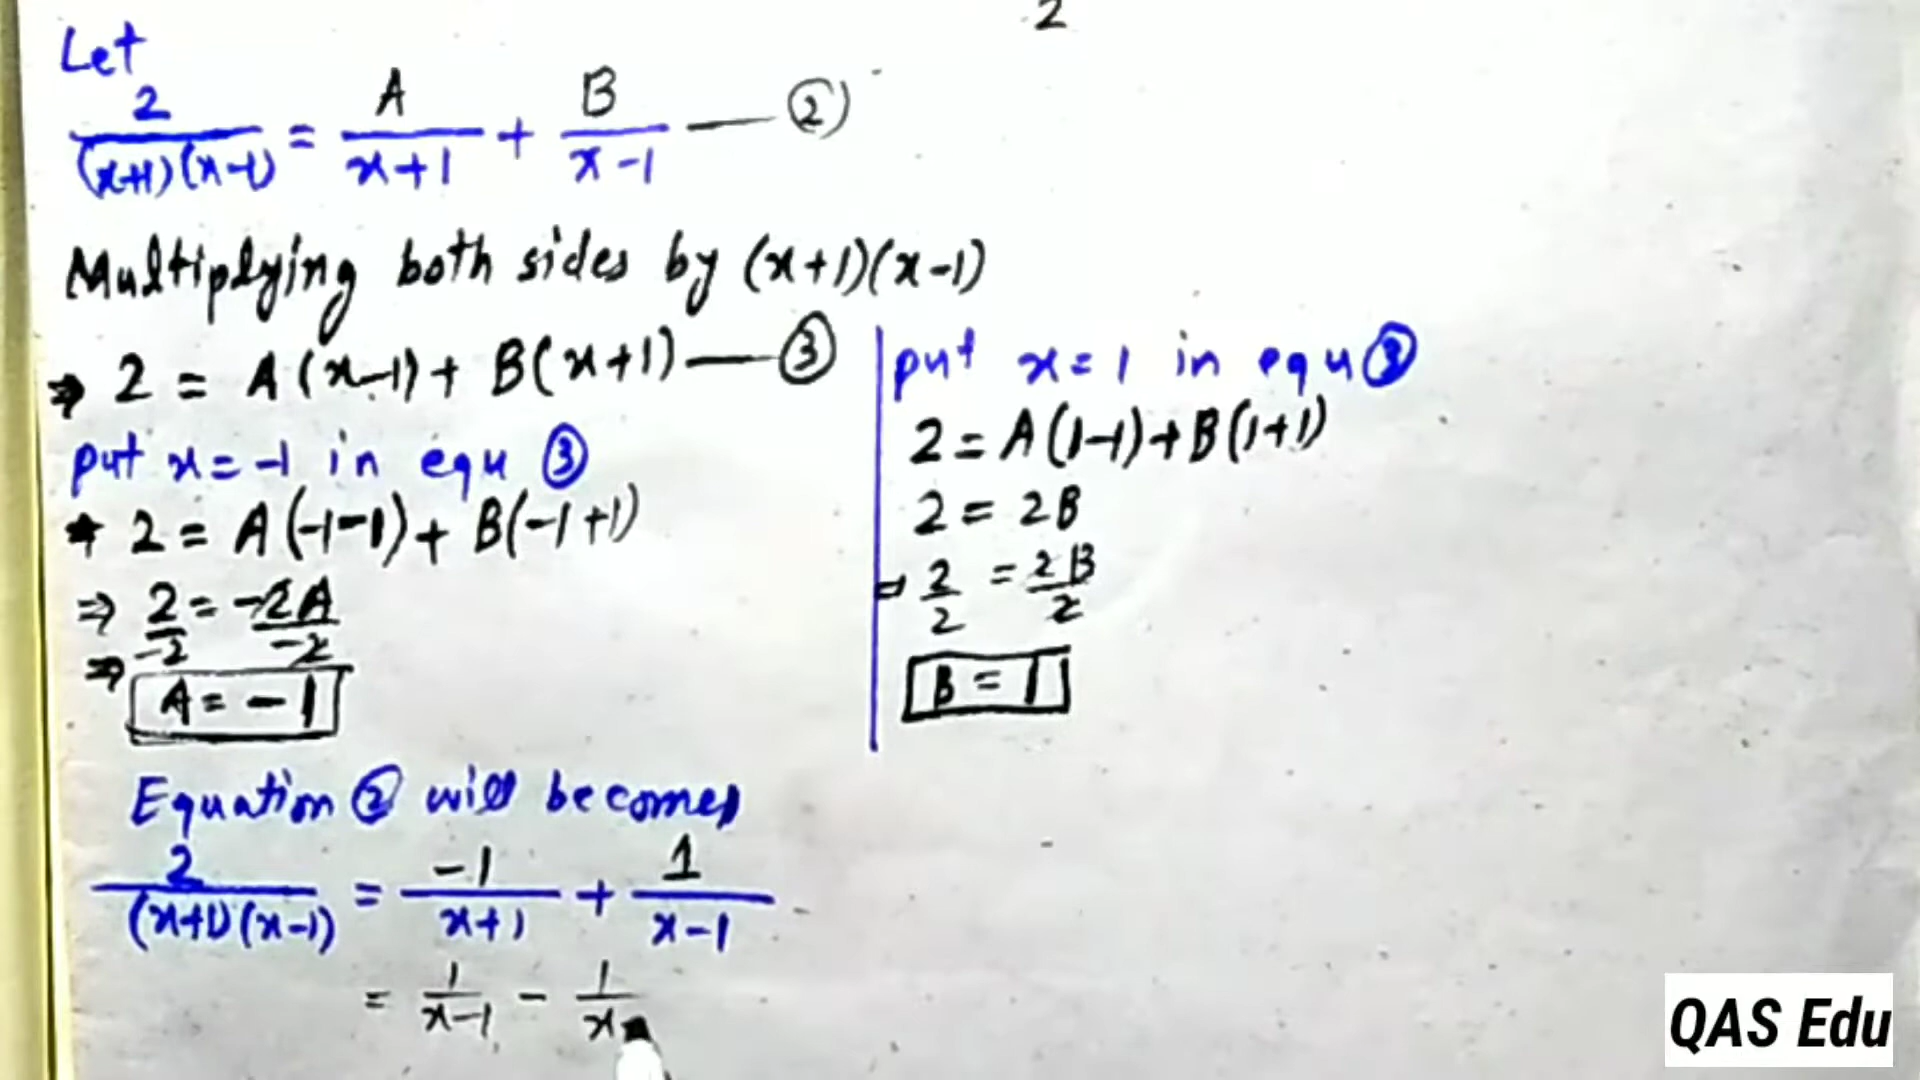 2
Let
2/((x+1)(x-1)) = A/(x+1) + B/(x-1) — ②
Multiplying both sides by (x+1)(x-1)
⇒ 2 = A(x-1) + B(x+1) — ③
put x = -1 in equ ③
⇒ 2 = A(-1-1) + B(-1+1)
⇒ 2/-2 = -2A/-2
⇒ A = -1
put x = 1 in equ ③
2 = A(1-1) + B(1+1)
2 = 2B
⇒ 2/2 = 2B/2
B = 1
Equation ② will becomes
2/((x+1)(x-1)) = -1/(x+1) + 1/(x-1)
= 1/(x-1) - 1/x
QAS Edu